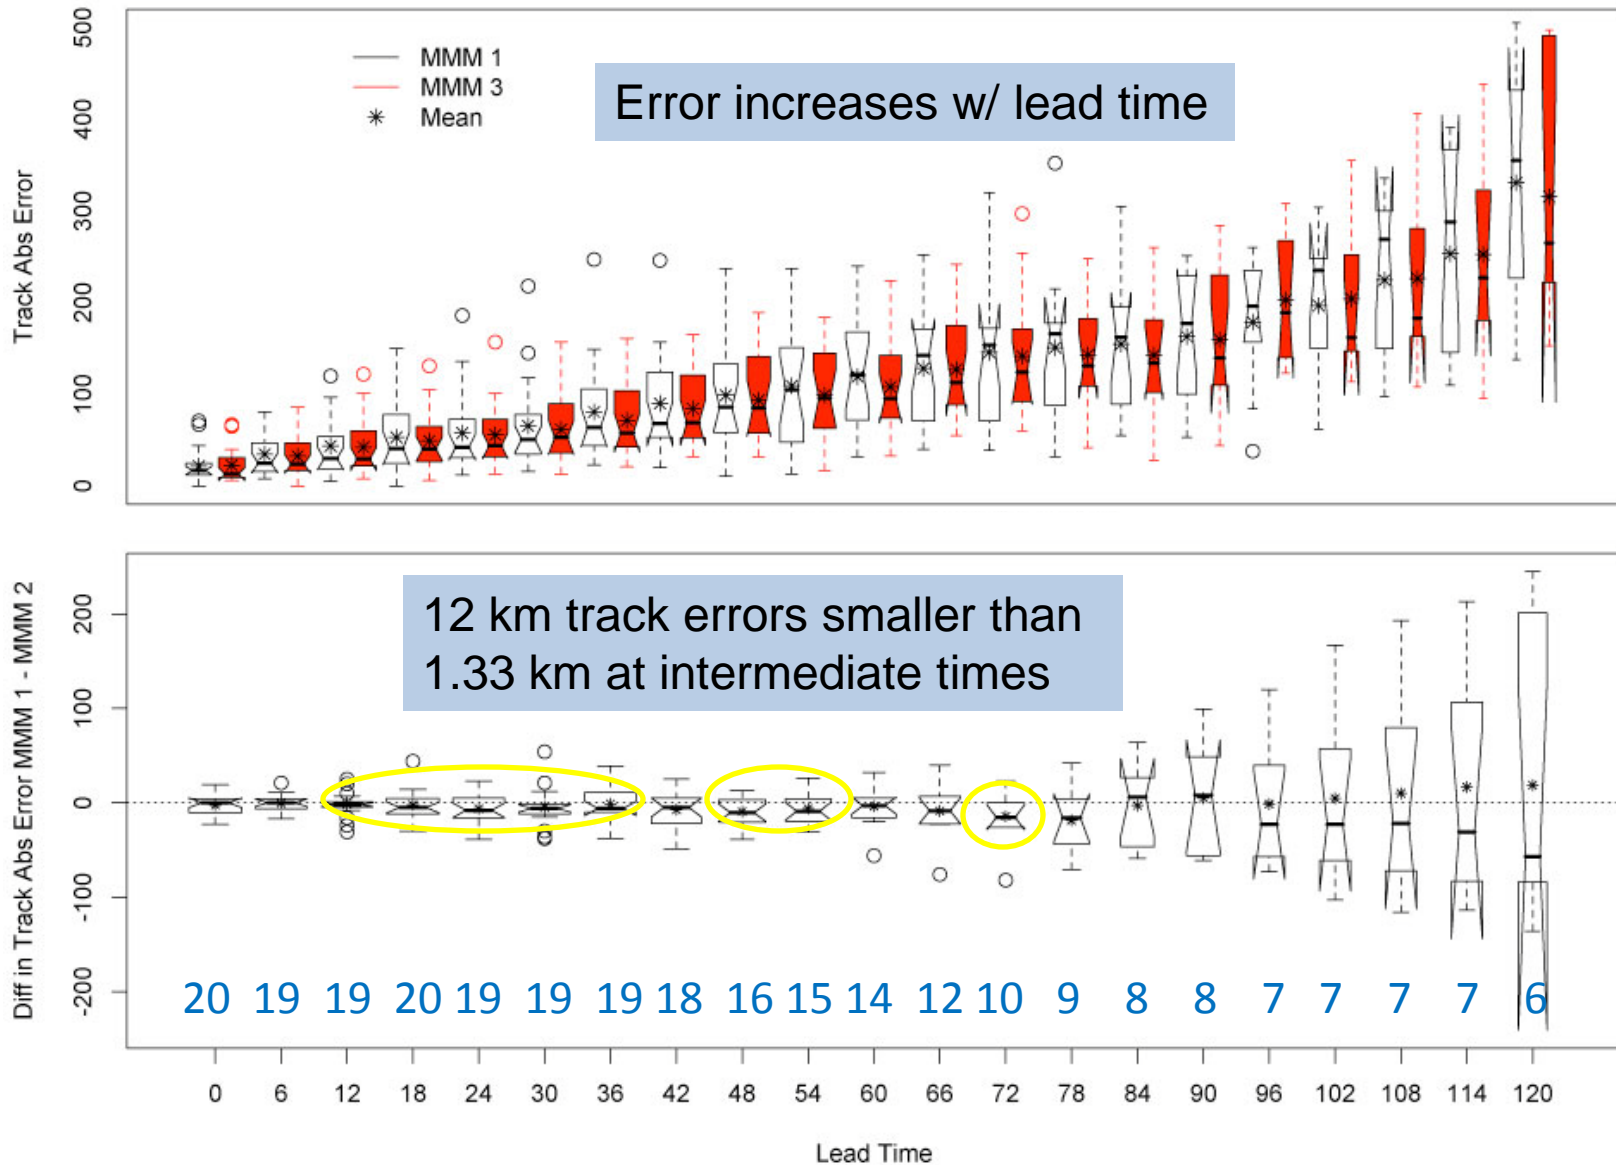 500
400
300
200
100
0
Track Abs Error
MMM 1
MMM 3
Mean
Error increases w/ lead time
200
100
0
-100
-200
Diff in Track Abs Error MMM 1 - MMM 2
12 km track errors smaller than
1.33 km at intermediate times
20 19 19 20 19 19 19 18 16 15 14 12 10 9 8 8 7 7 7 7 6
0 6 12 18 24 30 36 42 48 54 60 66 72 78 84 90 96 102 108 114 120
Lead Time